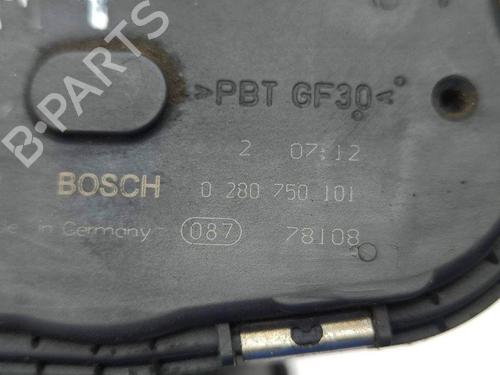 B-PARTS
>PBT GF30<
2 07:12
BOSCH 0 280 750 101
in Germany 087 78108